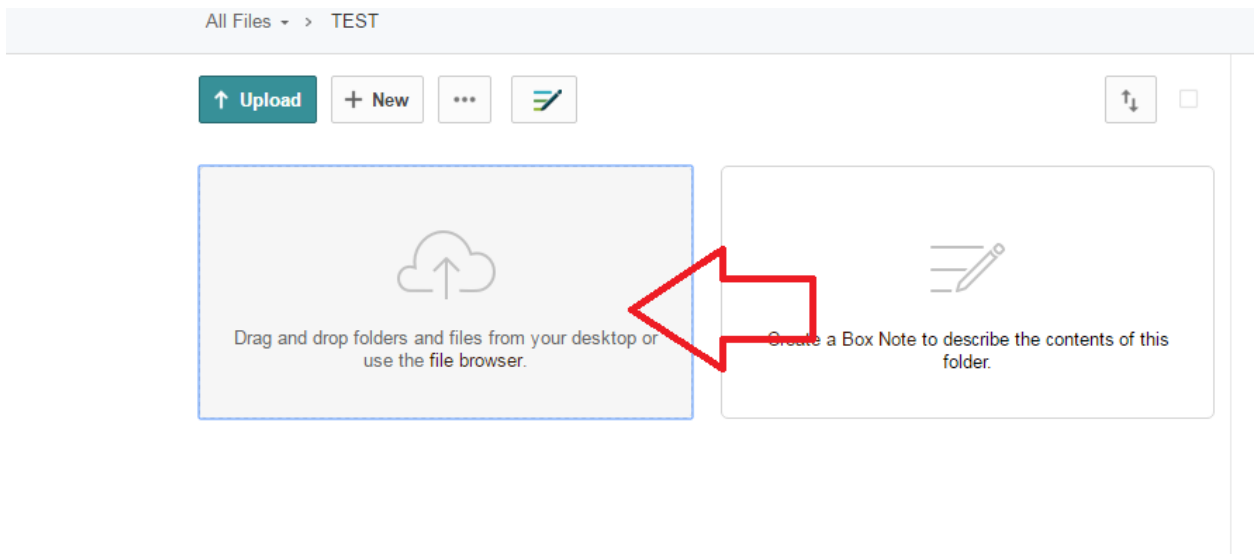 All Files > TEST
Upload + New ...
Drag and drop folders and files from your desktop or
use the file browser.
Create a Box Note to describe the contents of this
folder.